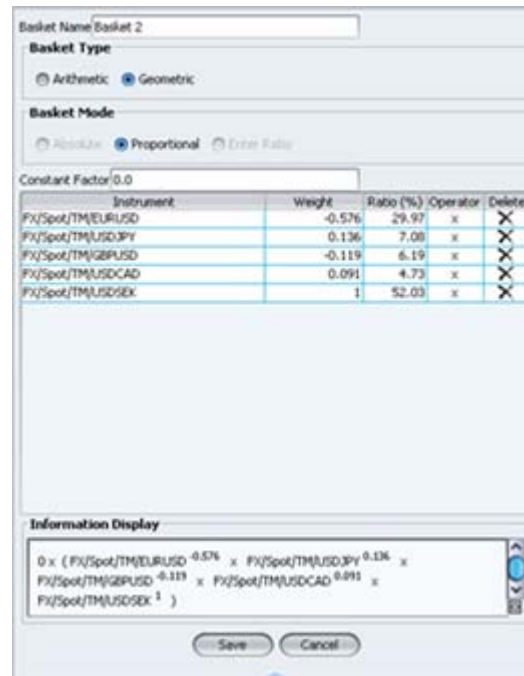 Basket Name Basket 2
Basket Type
Arithmetic Geometric
Basket Mode
Absolute Proportional Enter Ratio
Constant Factor 0.0
Instrument Weight Ratio (%) Operator Delete
FX/Spot/TM/EURUSD -0.576 29.97 x X
FX/Spot/TM/USDJPY 0.136 7.08 x X
FX/Spot/TM/GBPUSD -0.119 6.19 x X
FX/Spot/TM/USDCAD 0.091 4.73 x X
FX/Spot/TM/USDSEK 1 52.03 x X
Information Display
0 x ( FX/Spot/TM/EURUSD -0.576 x FX/Spot/TM/USDJPY 0.136 x
FX/Spot/TM/GBPUSD -0.119 x FX/Spot/TM/USDCAD 0.091 x
FX/Spot/TM/USDSEK 1 )
Save Cancel